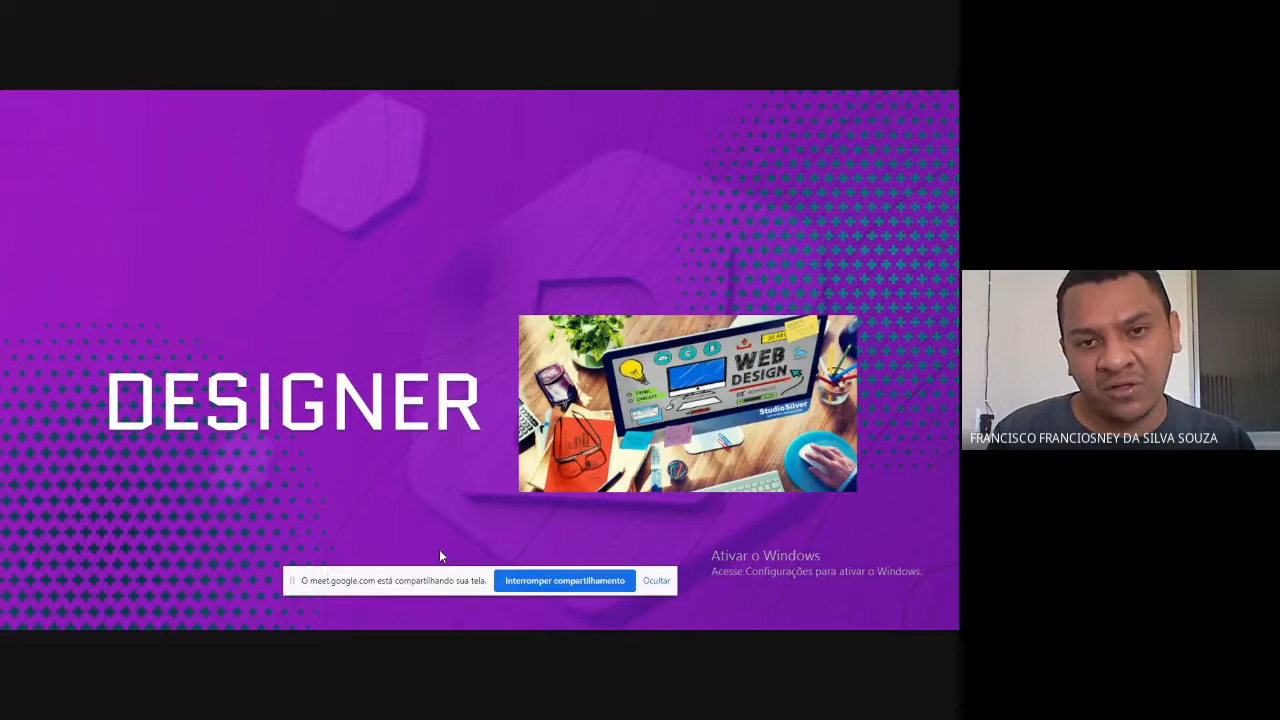 DESIGNER
SEARC
WEB
DESIGN
StudioSilver
FRANCISCO FRANCIOSNEY DA SILVA SOUZA
Ativar o Windows
Acesse Configurações para ativar o Windows.
O meet.google.com está compartilhando sua tela.
Interromper compartilhamento
Ocultar